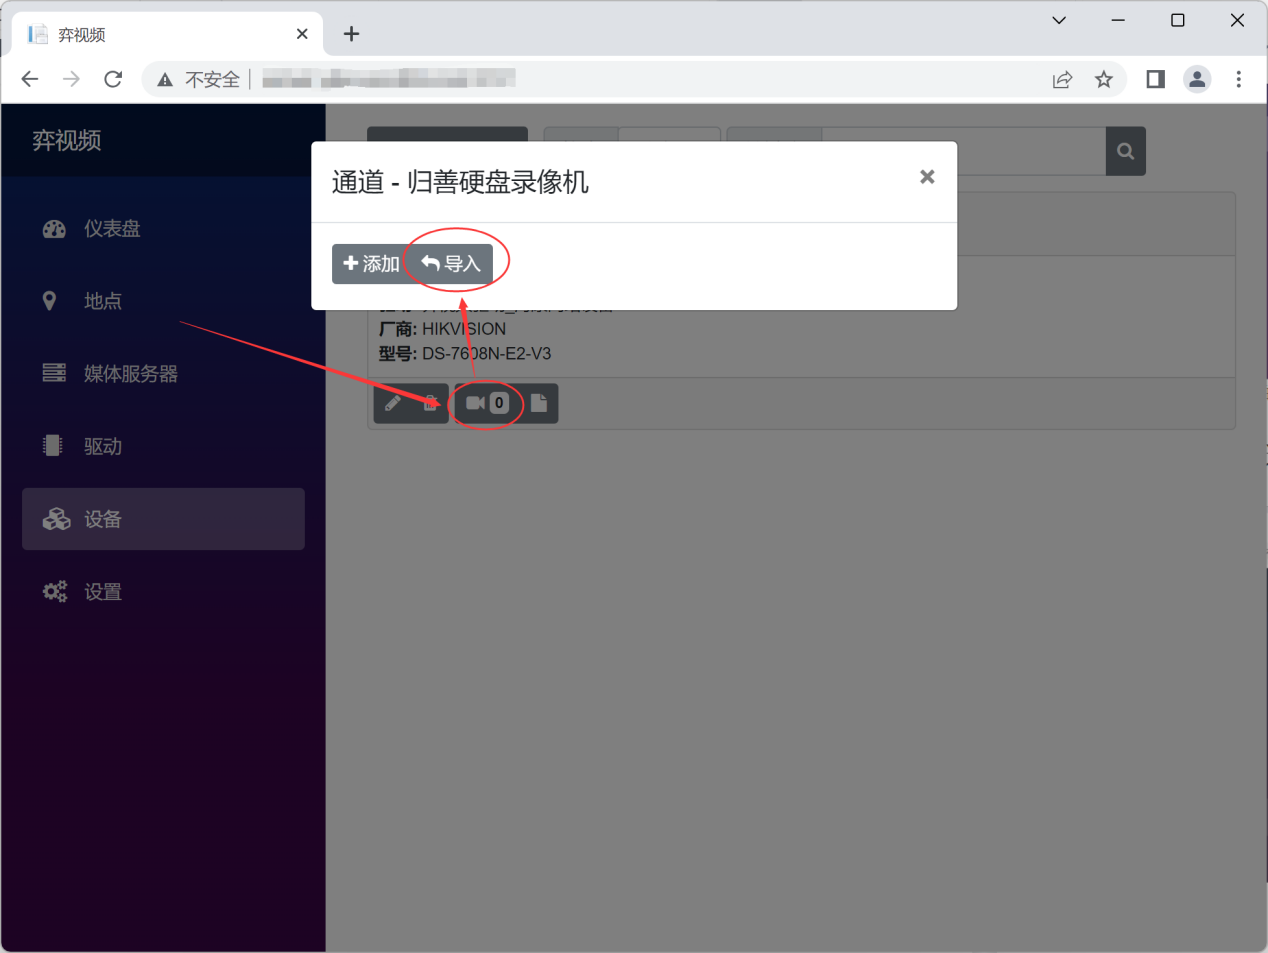 弈视频
不安全
弈视频
通道 - 归善硬盘录像机
仪表盘
添加 导入
地点
厂商: HIKVISION
型号: DS-7608N-E2-V3
媒体服务器
0
驱动
设备
设置